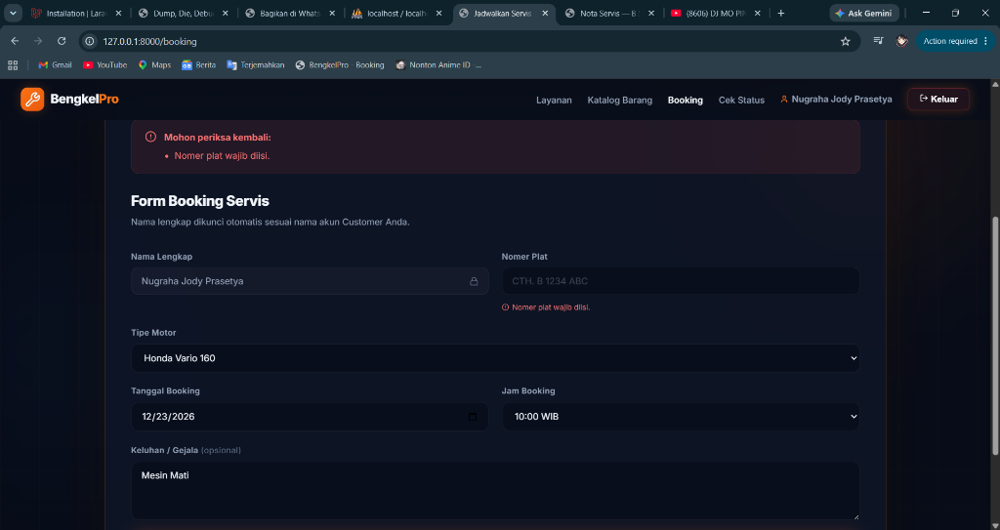 Installation | Lara
Dump, Die, Debu
Bagikan di Whats
localhost / localh
Jadwalkan Servis
Nota Servis — B
(8606) DJ MO PI
Ask Gemini
127.0.0.1:8000/booking
Action required
Gmail
YouTube
Maps
Berita
Terjemahkan
BengkelPro - Booking
Nonton Anime ID ...
BengkelPro
Layanan
Katalog Barang
Booking
Cek Status
Nugraha Jody Prasetya
Keluar
Mohon periksa kembali:
• Nomer plat wajib diisi.
Form Booking Servis
Nama lengkap dikunci otomatis sesuai nama akun Customer Anda.
Nama Lengkap
Nomer Plat
Nugraha Jody Prasetya
CTH. B 1234 ABC
Nomer plat wajib diisi.
Tipe Motor
Honda Vario 160
Tanggal Booking
Jam Booking
12/23/2026
10:00 WIB
Keluhan / Gejala (opsional)
Mesin Mati